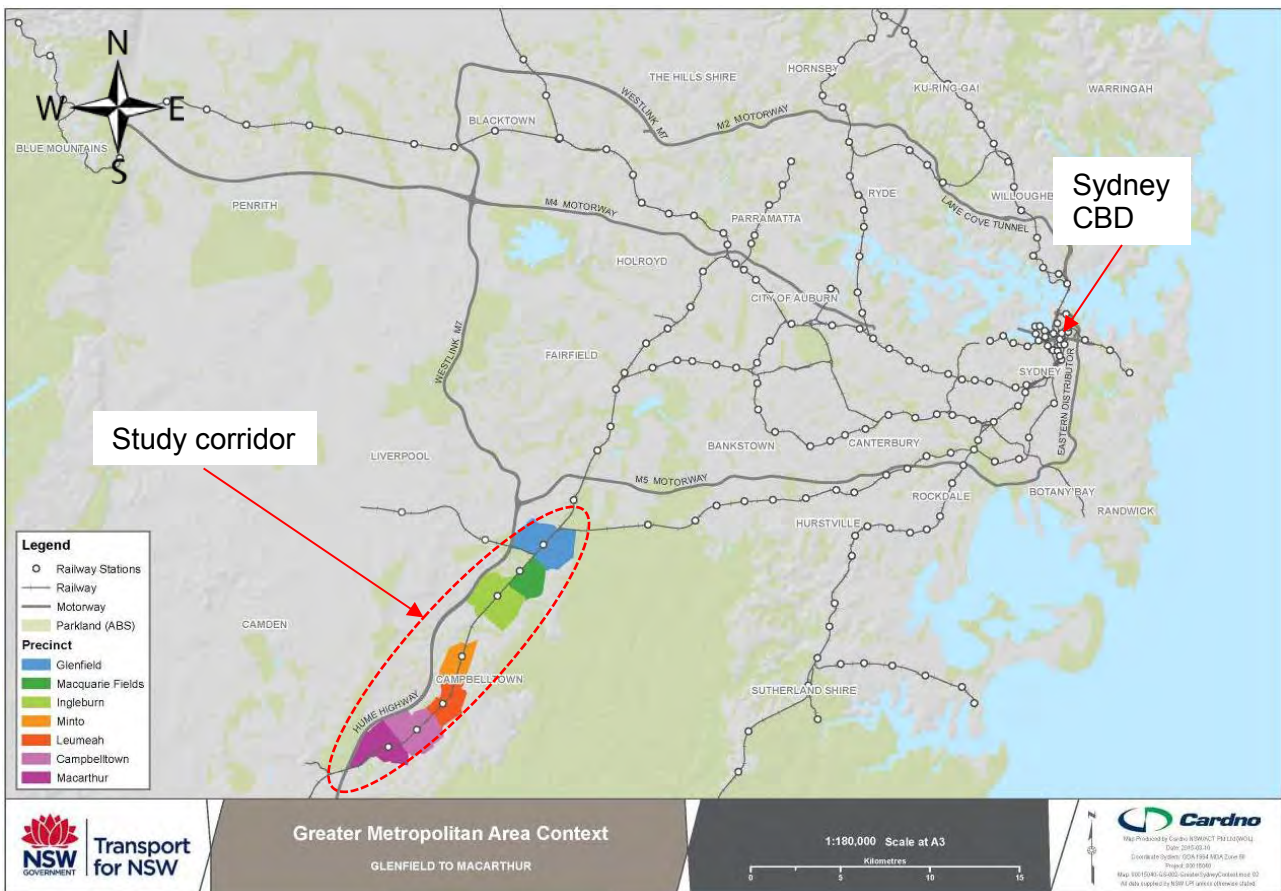 N
W
E
S
BLUE MOUNTAINS
PENRITH
BLACKTOWN
THE HILLS SHIRE
HORNSBY
KU-RING-GAI
WARRINGAH
WESTLINK M7
M2 MOTORWAY
RYDE
WILLOUGHB
LANE COVE TUNNEL
Sydney
CBD
M4 MOTORWAY
PARRAMATTA
HOLROYD
CITY OF AUBURN
WESTLINK M7
FAIRFIELD
SYDNEY
EASTERN DISTRIBUTOR
Study corridor
LIVERPOOL
BANKSTOWN
CANTERBURY
M5 MOTORWAY
ROCKDALE
BOTANY BAY
RANDWICK
HURSTVILLE
CAMDEN
CAMPBELLTOWN
HUME HIGHWAY
SUTHERLAND SHIRE
Legend
Railway Stations
Railway
Motorway
Parkland (ABS)
Precinct
Glenfield
Macquarie Fields
Ingleburn
Minto
Leumeah
Campbelltown
Macarthur
NSW
GOVERNMENT
Transport
for NSW
Greater Metropolitan Area Context
GLENFIELD TO MACARTHUR
1:180,000 Scale at A3
Kilometres
0 5 10 15
N
Cardno